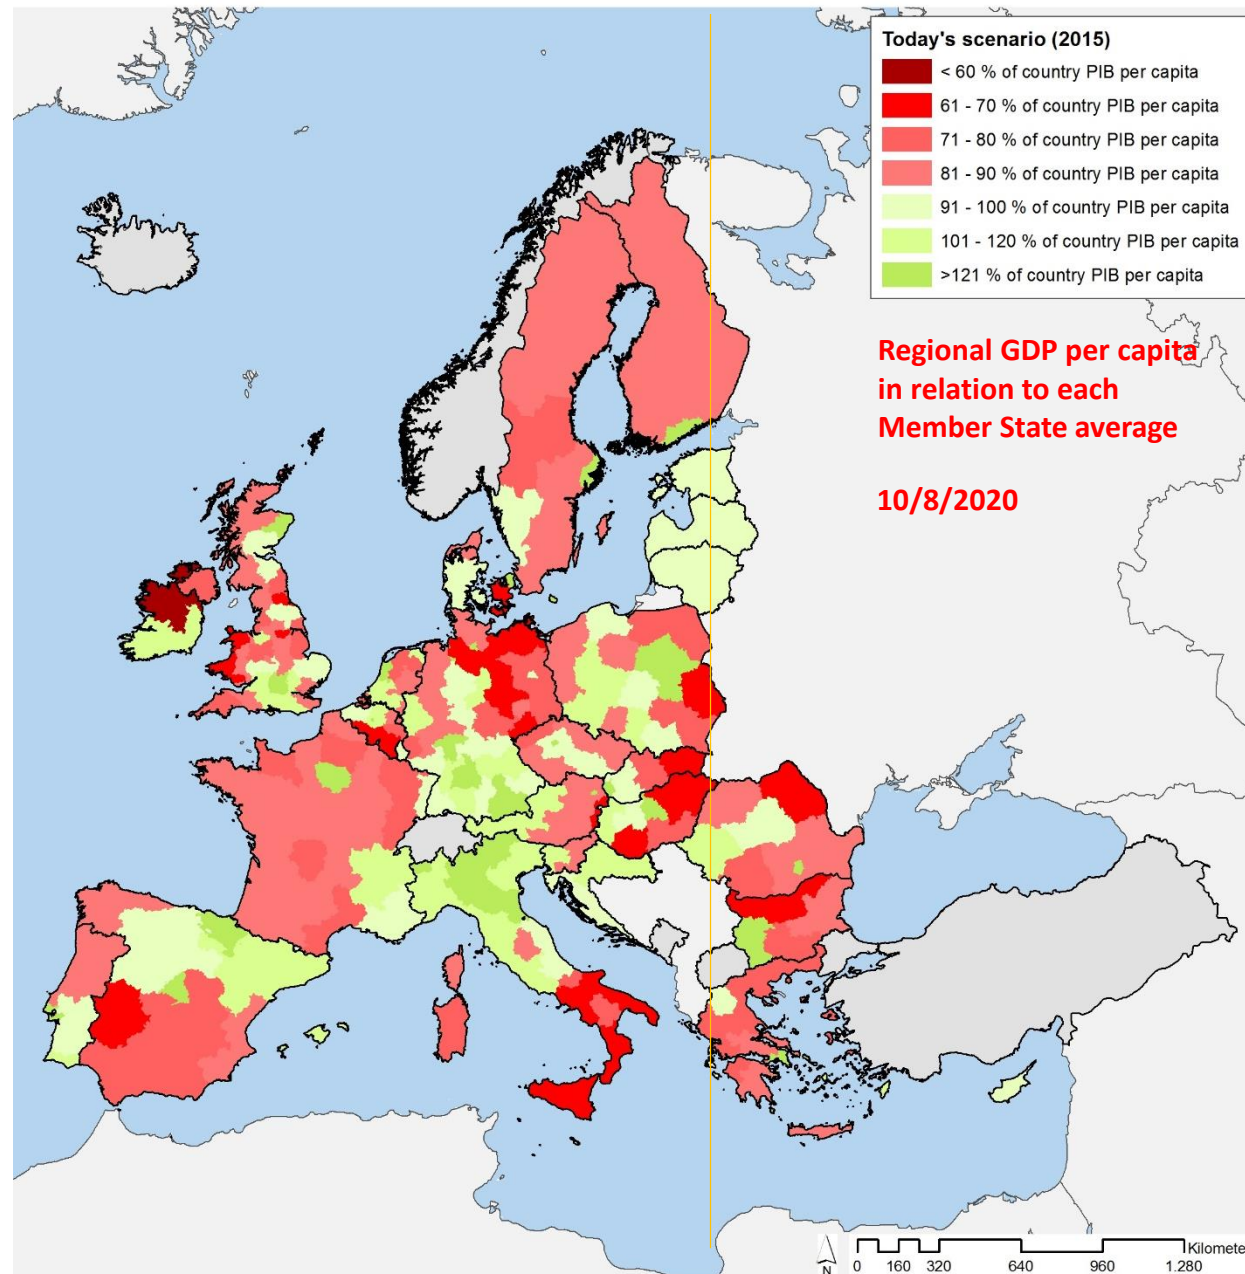 Today's scenario (2015)
< 60 % of country PIB per capita
61 - 70 % of country PIB per capita
71 - 80 % of country PIB per capita
81 - 90 % of country PIB per capita
91 - 100 % of country PIB per capita
101 - 120 % of country PIB per capita
>121 % of country PIB per capita
Regional GDP per capita
in relation to each
Member State average
10/8/2020
N
Kilomete
0 160 320 640 960 1.280